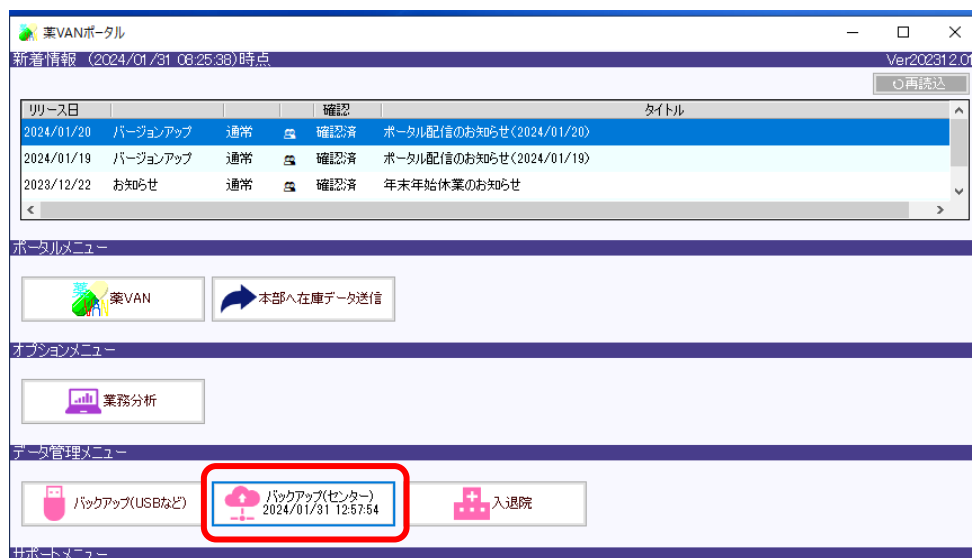 薬VANポータル
新着情報 (2024/01/31 08:25:38)時点 Ver202312.01
再読込
リリース日 確認 タイトル
2024/01/20 バージョンアップ 通常 確認済 ポータル配信のお知らせ(2024/01/20)
2024/01/19 バージョンアップ 通常 確認済 ポータル配信のお知らせ(2024/01/19)
2023/12/22 お知らせ 通常 確認済 年末年始休業のお知らせ
ポータルメニュー
薬 薬VAN 本部へ在庫データ送信
オプションメニュー
業務分析
データ管理メニュー
バックアップ(USBなど) バックアップ(センター) 入退院
2024/01/31 12:57:54
サポートメニュー